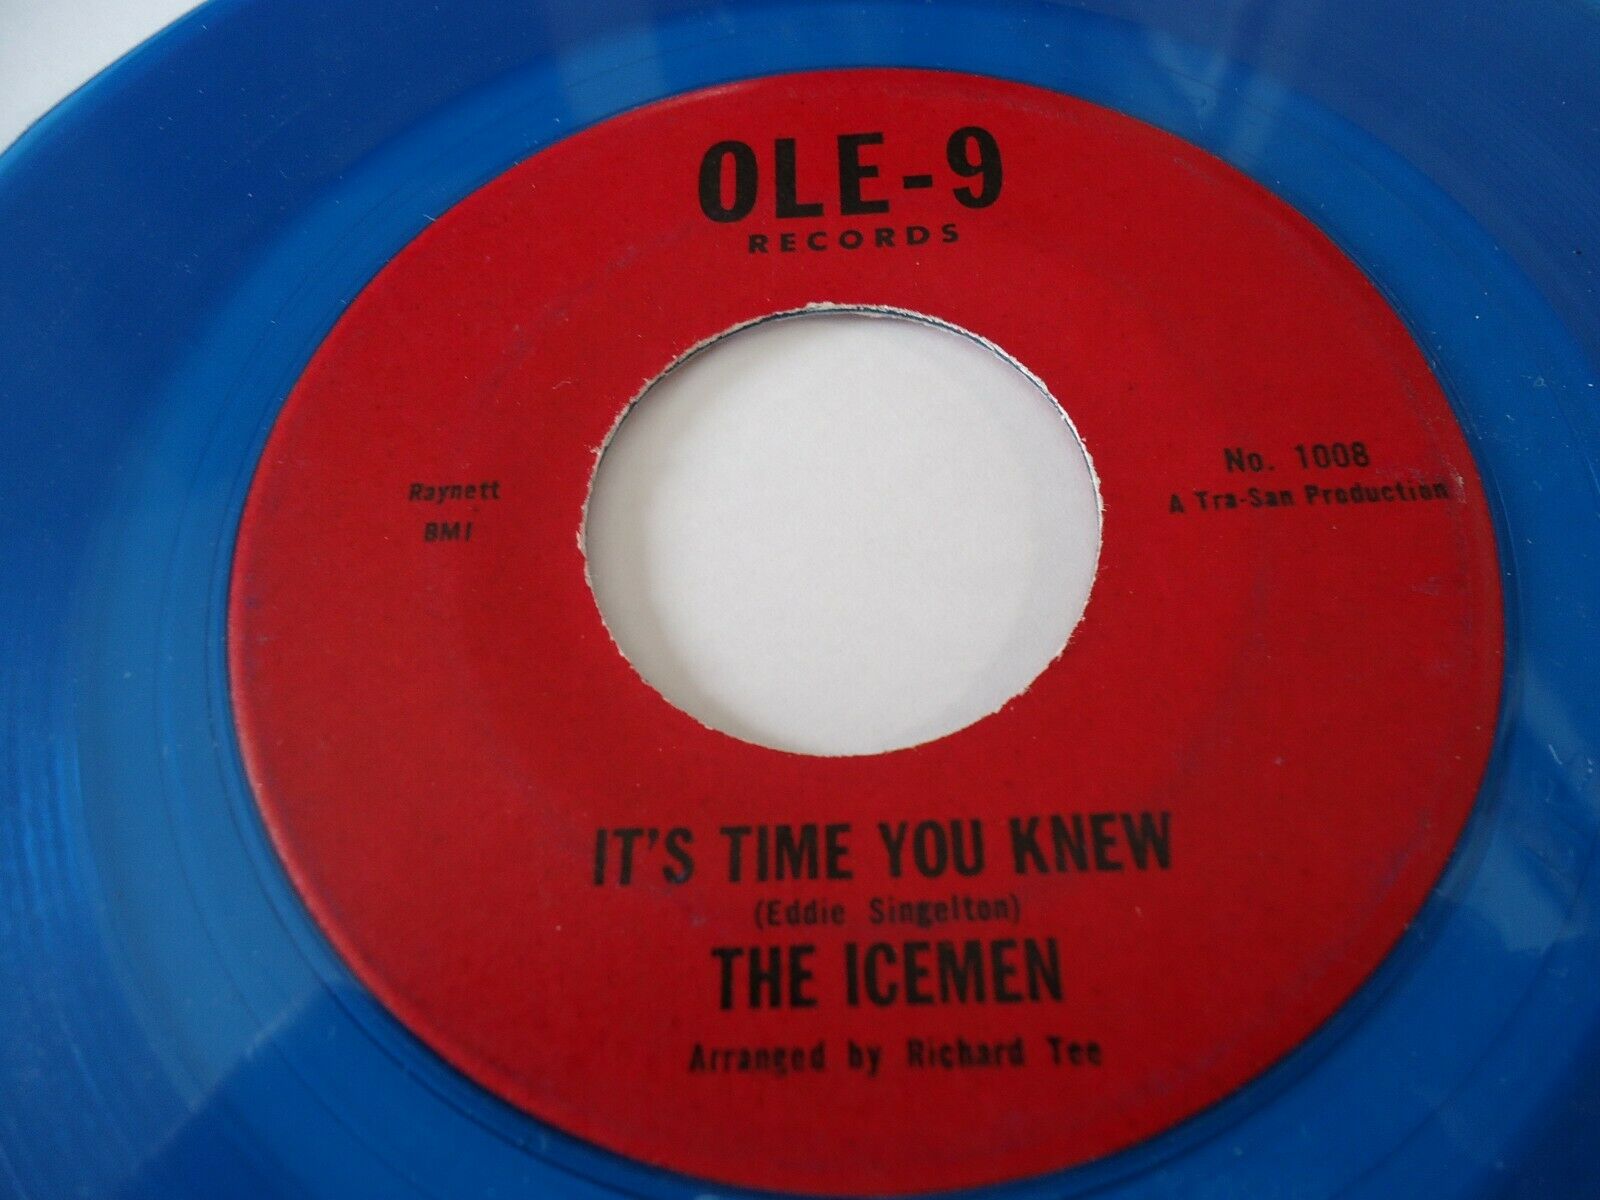 OLE-9
RECORDS
Raynett
BMI
No. 1008
A Tra-San Production
IT'S TIME YOU KNEW
(Eddie Singelton)
THE ICEMEN
Arranged by Richard Tee